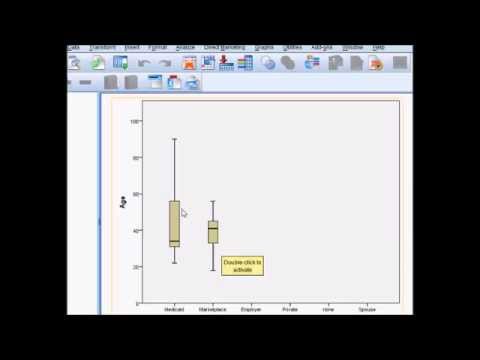 Data Transform Insert Format Analyze Direct Marketing Graphs Utilities Add-ons Window Help
100
80
60
40
20
0
Age
Double-click to
activate
Medicaid Marketplace Employer Private none Spouse